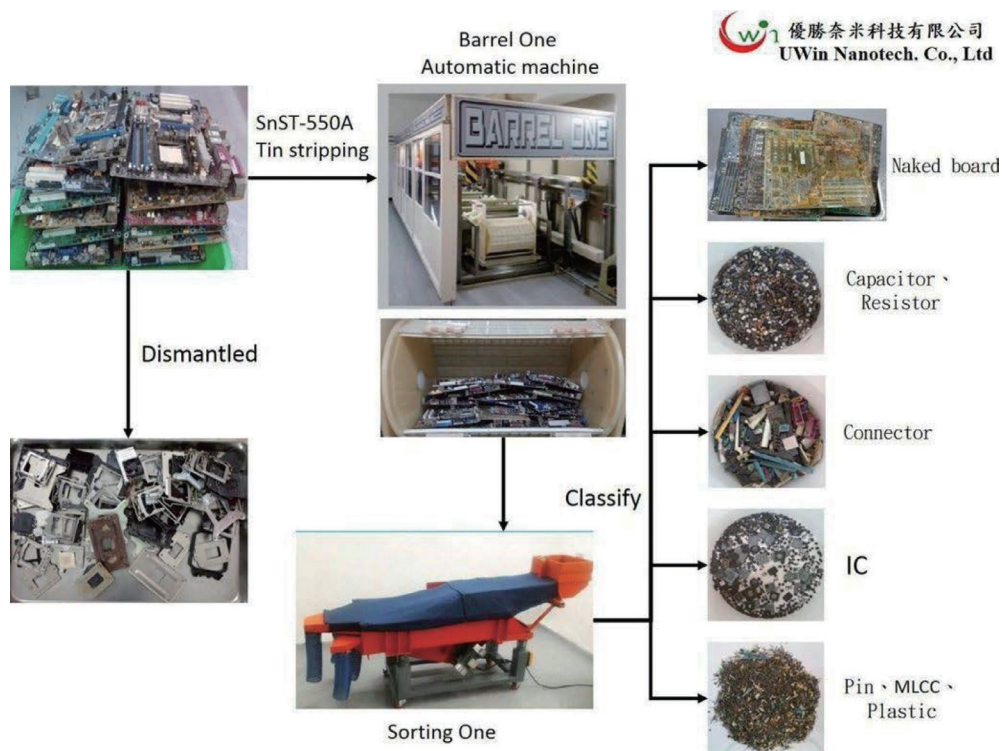 Barrel One
Automatic machine
Win
優勝奈米科技有限公司
UWin Nanotech. Co., Ltd
SnST-550A
Tin stripping
BARREL ONE
Naked board
Capacitor、
Resistor
Dismantled
Connector
Classify
IC
Pin、MLCC、
Plastic
Sorting One